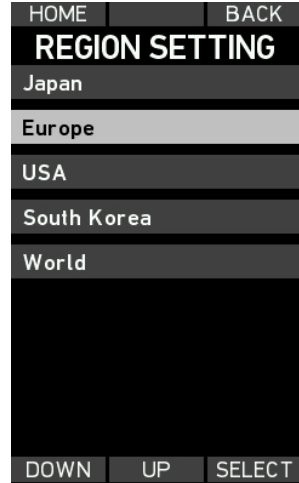 HOME BACK
REGION SETTING
Japan
Europe
USA
South Korea
World
DOWN UP SELECT